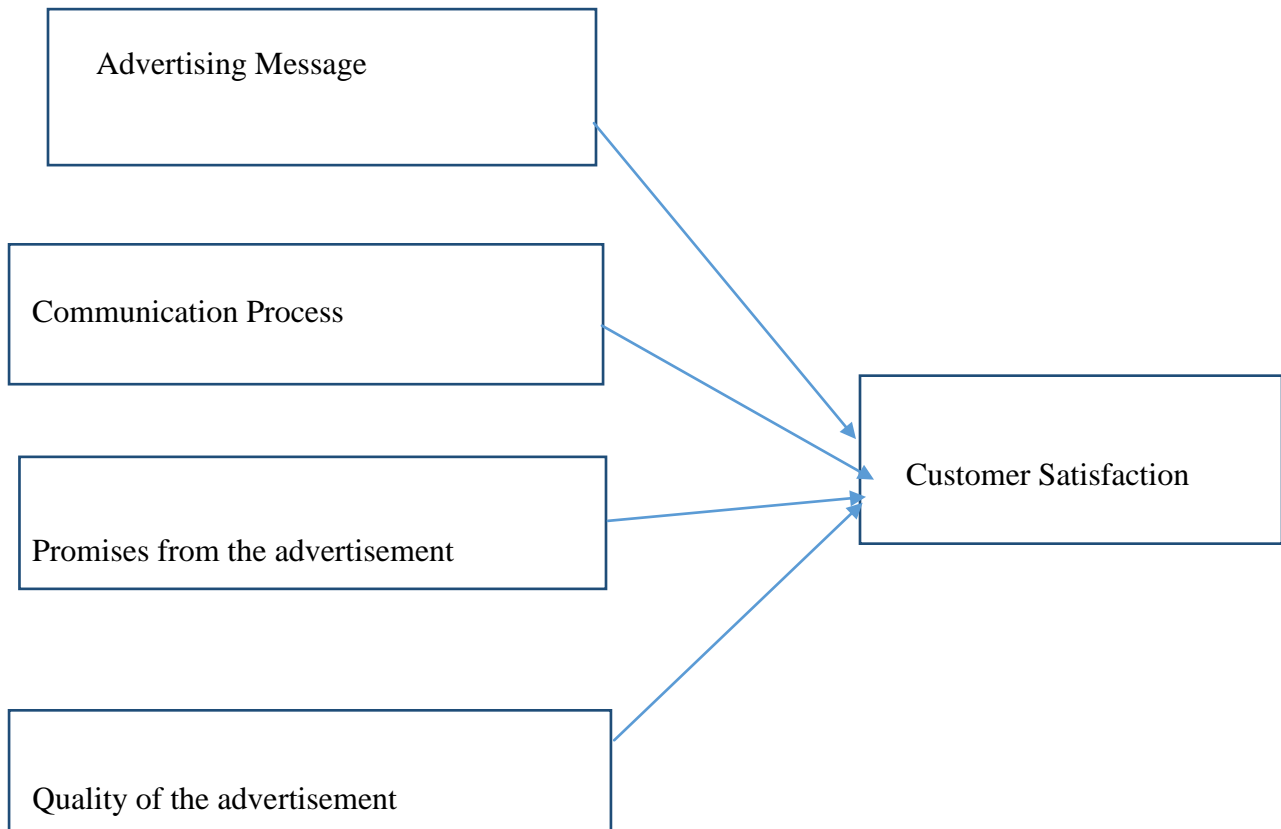 Advertising Message
Communication Process
Customer Satisfaction
Promises from the advertisement
Quality of the advertisement